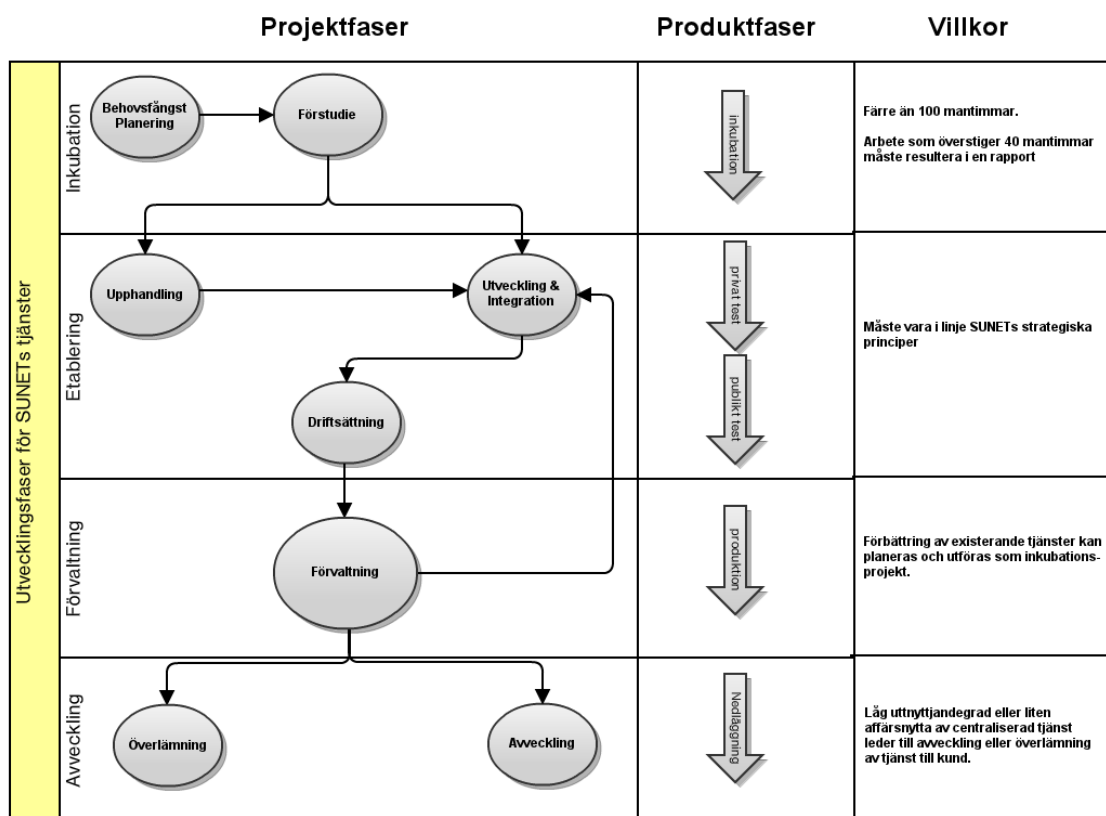 Projektfaser
Produktfaser
Villkor
Utvecklingsfaser för SUNETs tjänster
Inkubation
Behovsfångst
Planering
Förstudie
inkubation
Färre än 100 mantimmar.
Arbete som överstiger 40 mantimmar
måste resultera i en rapport
Etablering
Upphandling
Utveckling &
Integration
Driftsättning
privat test
publikt test
Måste vara i linje SUNETs strategiska
principer
Förvaltning
Förvaltning
produktion
Förbättring av existerande tjänster kan
planeras och utföras som inkubations-
projekt.
Avveckling
Överlämning
Avveckling
Nedläggning
Låg uttnyttjandegrad eller liten
affärsnytta av centraliserad tjänst
leder till avveckling eller överlämning
av tjänst till kund.